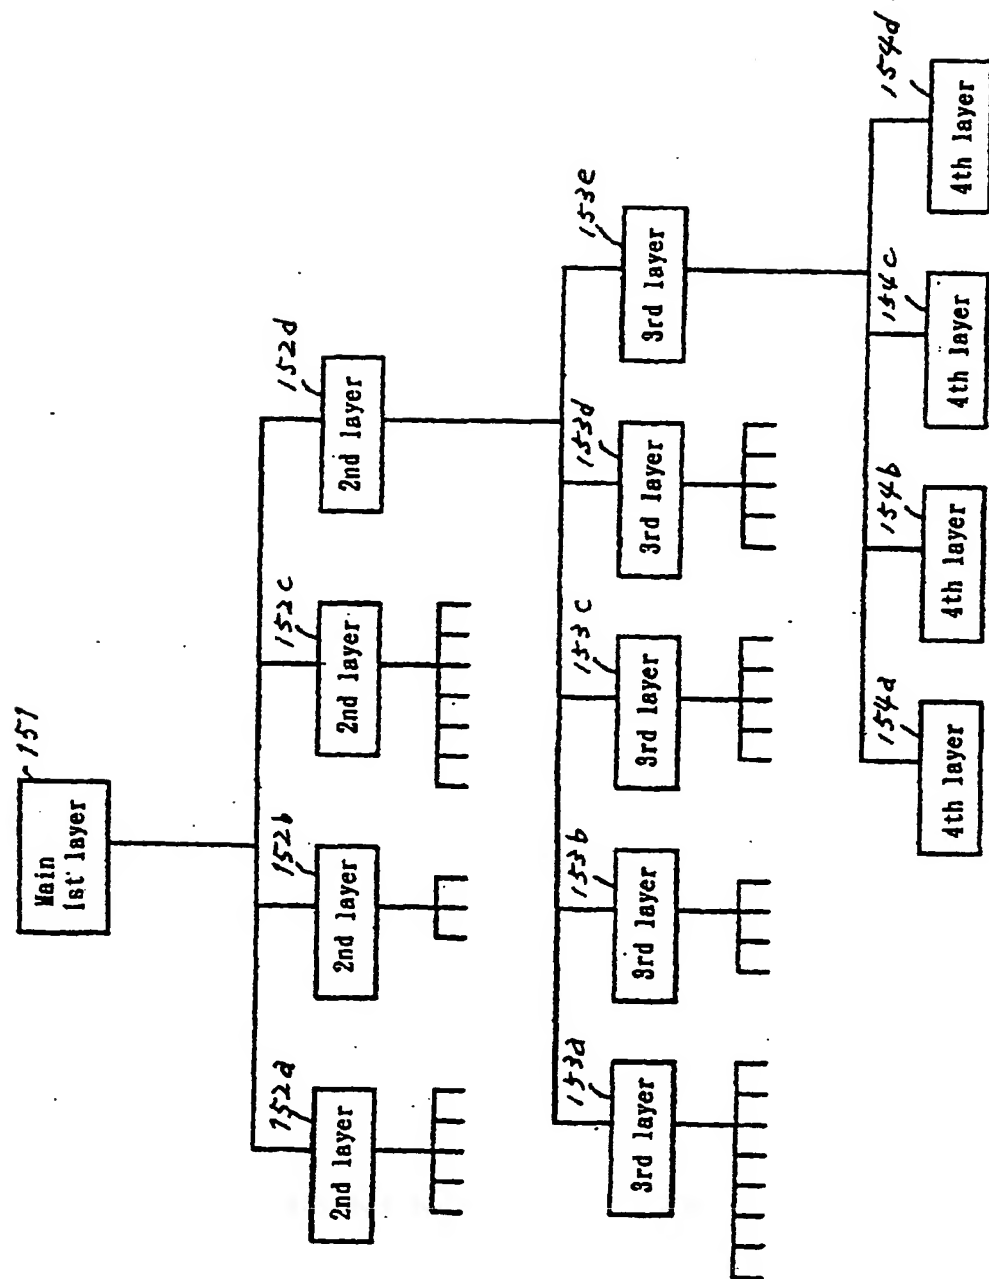 151
Main
1st layer
152a
2nd layer
152b
2nd layer
152c
2nd layer
152d
2nd layer
153a
3rd layer
153b
3rd layer
153c
3rd layer
153d
3rd layer
153e
3rd layer
154a
4th layer
154b
4th layer
154c
4th layer
154d
4th layer